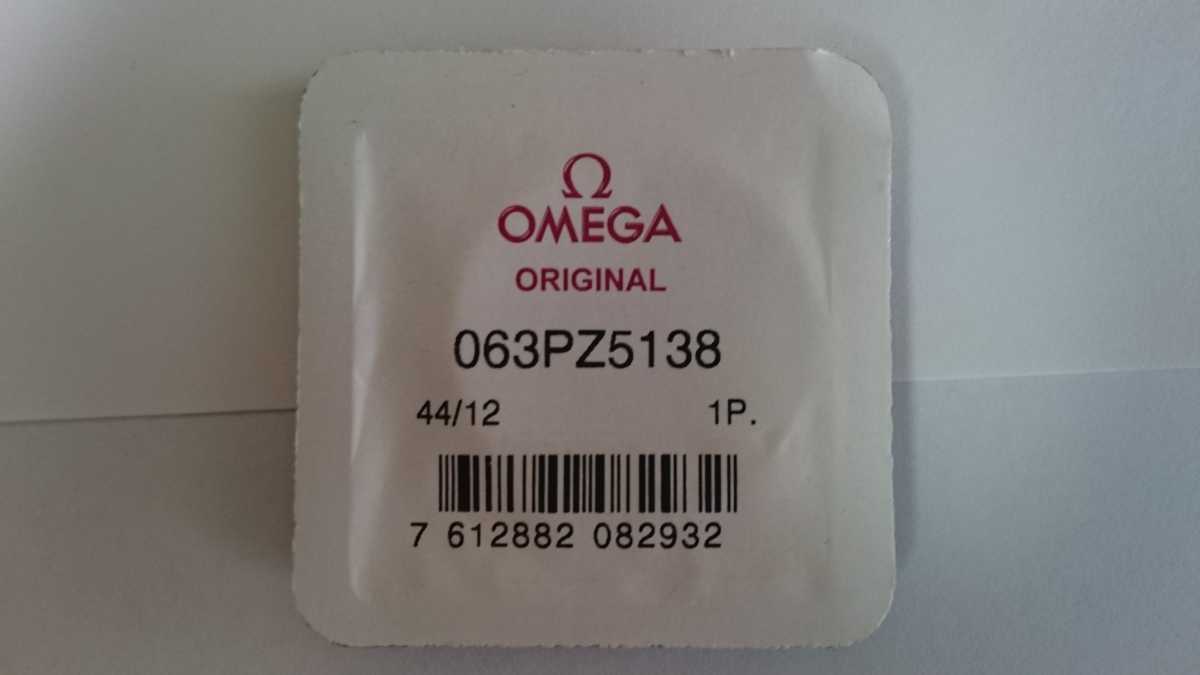 Ω
OMEGA
ORIGINAL
063PZ5138
44/12 1P.
7 612882 082932